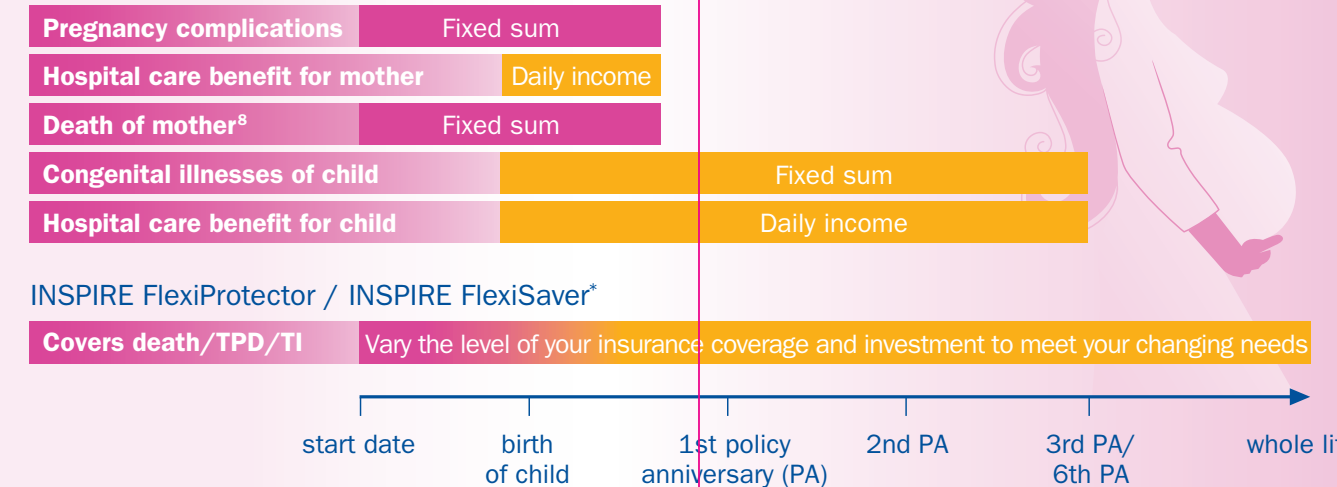 Pregnancy complications Fixed sum
Hospital care benefit for mother Daily income
Death of mother⁸ Fixed sum
Congenital illnesses of child Fixed sum
Hospital care benefit for child Daily income
INSPIRE FlexiProtector / INSPIRE FlexiSaver*
Covers death/TPD/TI Vary the level of your insurance coverage and investment to meet your changing needs
start date birth 1st policy 2nd PA 3rd PA/ whole
of child anniversary (PA) 6th PA